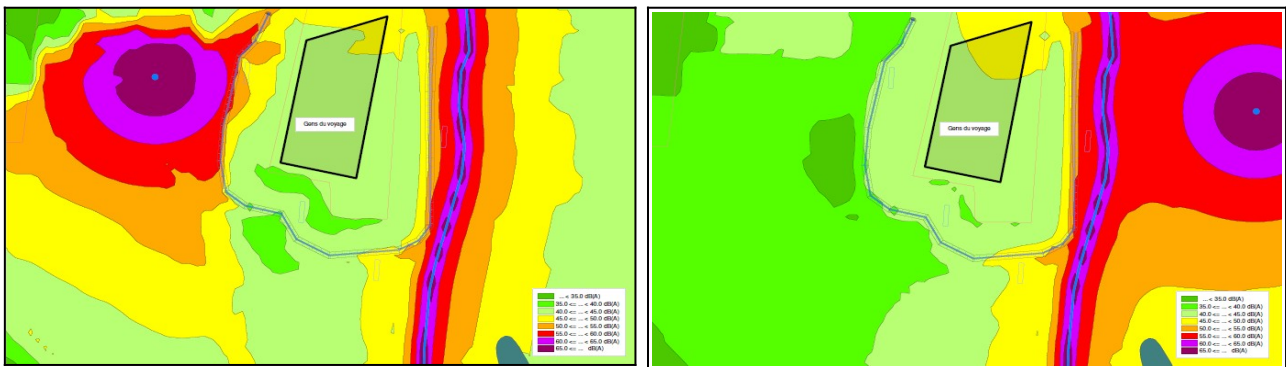 Gens du voyage
... < 35.0 dB(A)
35.0 <= ... < 40.0 dB(A)
40.0 <= ... < 45.0 dB(A)
45.0 <= ... < 50.0 dB(A)
50.0 <= ... < 55.0 dB(A)
55.0 <= ... < 60.0 dB(A)
60.0 <= ... < 65.0 dB(A)
65.0 <= ... dB(A)
Gens du voyage
... < 35.0 dB(A)
35.0 <= ... < 40.0 dB(A)
40.0 <= ... < 45.0 dB(A)
45.0 <= ... < 50.0 dB(A)
50.0 <= ... < 55.0 dB(A)
55.0 <= ... < 60.0 dB(A)
60.0 <= ... < 65.0 dB(A)
65.0 <= ... dB(A)